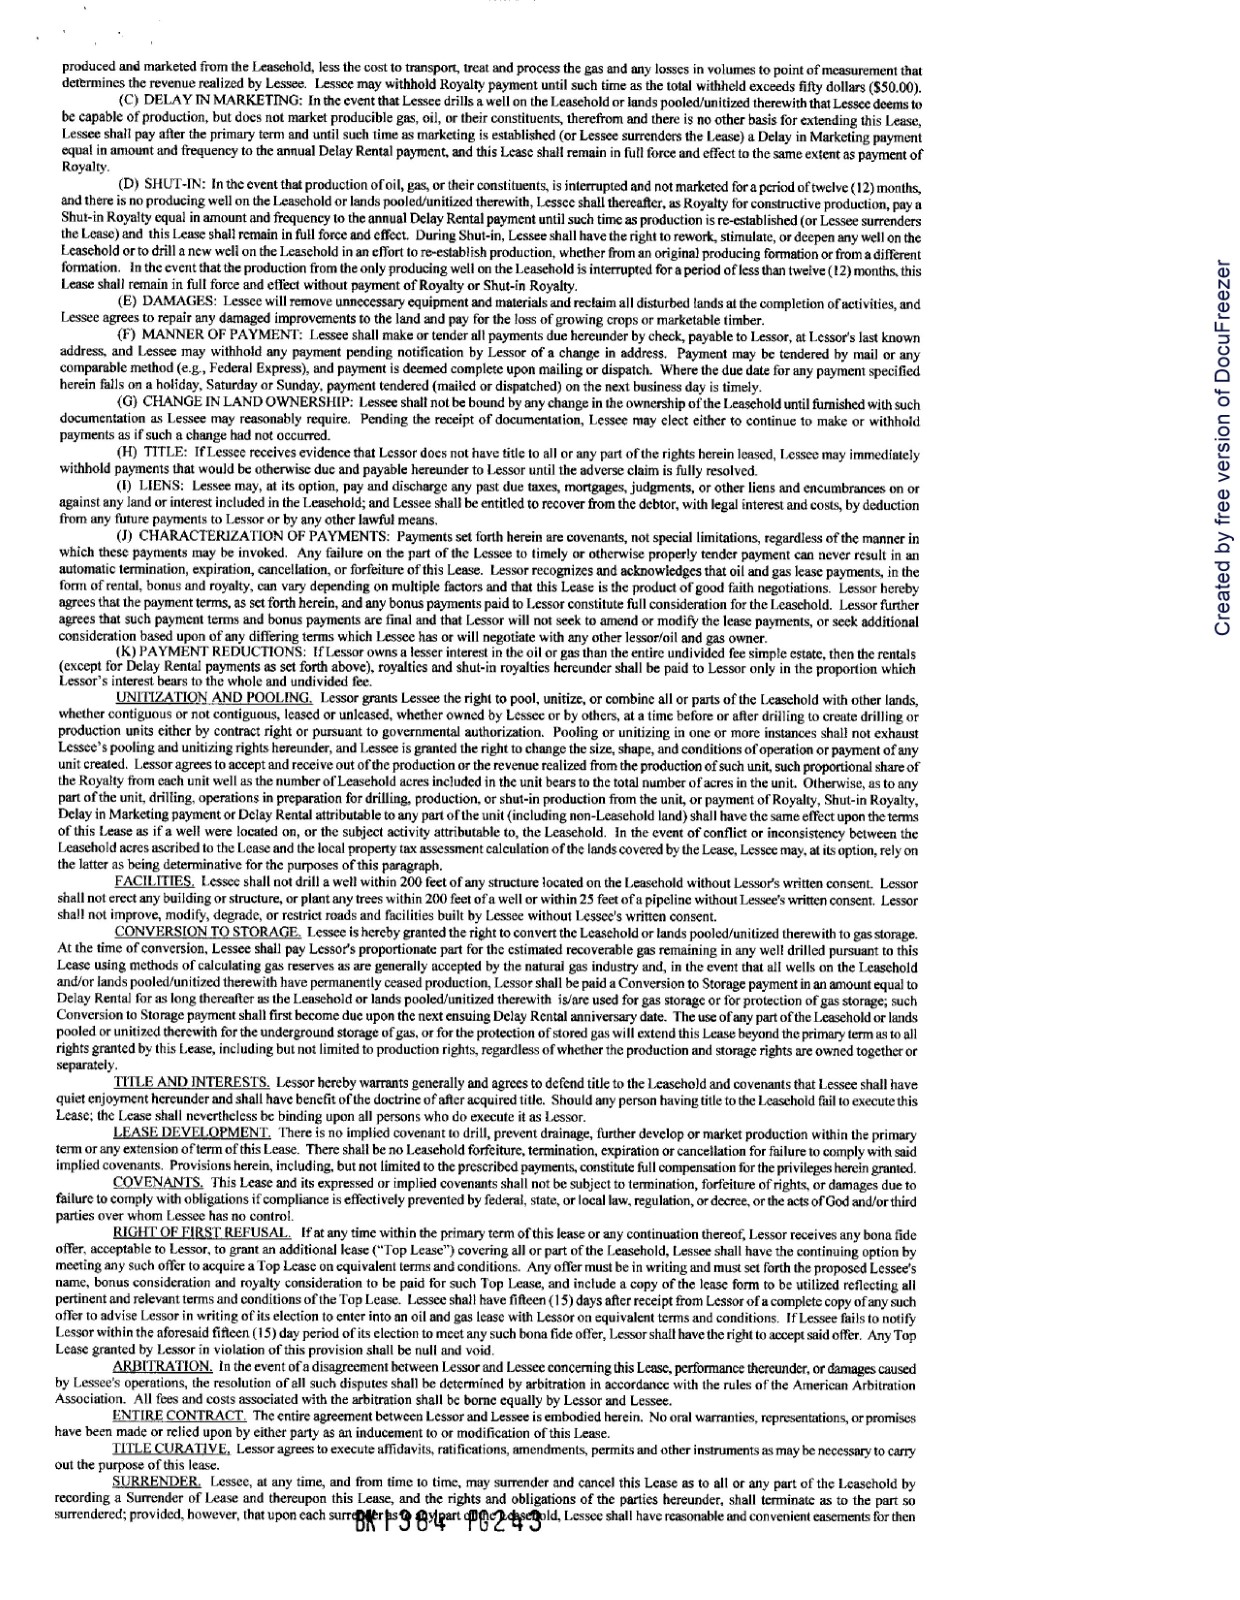 produced and marketed from the Leasehold, less the cost to transport, treat and process the gas and any losses in volumes to point of measurement that
determines the revenue realized by Lessee. Lessee may withhold Royalty payment until such time as the total withheld exceeds fifty dollars ($50.00).
(C) DELAY IN MARKETING: In the event that Lessee drills a well on the Leasehold or lands pooled/unitized therewith that Lessee deems to
be capable of production, but does not market producible gas, oil, or their constituents, therefrom and there is no other basis for extending this Lease,
Lessee shall pay after the primary term and until such time as marketing is established (or Lessee surrenders the Lease) a Delay in Marketing payment
equal in amount and frequency to the annual Delay Rental payment, and this Lease shall remain in full force and effect to the same extent as payment of
Royalty.
(D) SHUT-IN: In the event that production of oil, gas, or their constituents, is interrupted and not marketed for a period of twelve (12) months,
and there is no producing well on the Leasehold or lands pooled/unitized therewith, Lessee shall thereafter, as Royalty for constructive production, pay a
Shut-in Royalty equal in amount and frequency to the annual Delay Rental payment until such time as production is re-established (or Lessee surrenders
the Lease) and this Lease shall remain in full force and effect. During Shut-in, Lessee shall have the right to rework, stimulate, or deepen any well on the
Leasehold or to drill a new well on the Leasehold in an effort to re-establish production, whether from an original producing formation or from a different
formation. In the event that the production from the only producing well on the Leasehold is interrupted for a period of less than twelve (12) months, this
Lease shall remain in full force and effect without payment of Royalty or Shut-in Royalty.
(E) DAMAGES: Lessee will remove unnecessary equipment and materials and reclaim all disturbed lands at the completion of activities, and
Lessee agrees to repair any damaged improvements to the land and pay for the loss of growing crops or marketable timber.
(F) MANNER OF PAYMENT: Lessee shall make or tender all payments due hereunder by check, payable to Lessor, at Lessor's last known
address, and Lessee may withhold any payment pending notification by Lessor of a change in address. Payment may be tendered by mail or any
comparable method (e.g., Federal Express), and payment is deemed complete upon mailing or dispatch. Where the due date for any payment specified
herein falls on a holiday, Saturday or Sunday, payment tendered (mailed or dispatched) on the next business day is timely.
(G) CHANGE IN LAND OWNERSHIP: Lessee shall not be bound by any change in the ownership of the Leasehold until furnished with such
documentation as Lessee may reasonably require. Pending the receipt of documentation, Lessee may elect either to continue to make or withhold
payments as if such a change had not occurred.
(H) TITLE: If Lessee receives evidence that Lessor does not have title to all or any part of the rights herein leased, Lessee may immediately
withhold payments that would be otherwise due and payable hereunder to Lessor until the adverse claim is fully resolved.
(I) LIENS: Lessee may, at its option, pay and discharge any past due taxes, mortgages, judgments, or other liens and encumbrances on or
against any land or interest included in the Leasehold; and Lessee shall be entitled to recover from the debtor, with legal interest and costs, by deduction
from any future payments to Lessor or by any other lawful means.
(J) CHARACTERIZATION OF PAYMENTS: Payments set forth herein are covenants, not special limitations, regardless of the manner in
which these payments may be invoked. Any failure on the part of the Lessee to timely or otherwise properly tender payment can never result in an
automatic termination, expiration, cancellation, or forfeiture of this Lease. Lessor recognizes and acknowledges that oil and gas lease payments, in the
form of rental, bonus and royalty, can vary depending on multiple factors and that this Lease is the product of good faith negotiations. Lessor hereby
agrees that the payment terms, as set forth herein, and any bonus payments paid to Lessor constitute full consideration for the Leasehold. Lessor further
agrees that such payment terms and bonus payments are final and that Lessor will not seek to amend or modify the lease payments, or seek additional
consideration based upon of any differing terms which Lessee has or will negotiate with any other lessor/oil and gas owner.
(K) PAYMENT REDUCTIONS: If Lessor owns a lesser interest in the oil or gas than the entire undivided fee simple estate, then the rentals
(except for Delay Rental payments as set forth above), royalties and shut-in royalties hereunder shall be paid to Lessor only in the proportion which
Lessor's interest bears to the whole and undivided fee.
UNITIZATION AND POOLING. Lessor grants Lessee the right to pool, unitize, or combine all or parts of the Leasehold with other lands,
whether contiguous or not contiguous, leased or unleased, whether owned by Lessee or by others, at a time before or after drilling to create drilling or
production units either by contract right or pursuant to governmental authorization. Pooling or unitizing in one or more instances shall not exhaust
Lessee's pooling and unitizing rights hereunder, and Lessee is granted the right to change the size, shape, and conditions of operation or payment of any
unit created. Lessor agrees to accept and receive out of the production or the revenue realized from the production of such unit, such proportional share of
the Royalty from each unit well as the number of Leasehold acres included in the unit bears to the total number of acres in the unit. Otherwise, as to any
part of the unit, drilling, operations in preparation for drilling, production, or shut-in production from the unit, or payment of Royalty, Shut-in Royalty,
Delay in Marketing payment or Delay Rental attributable to any part of the unit (including non-Leasehold land) shall have the same effect upon the terms
of this Lease as if a well were located on, or the subject activity attributable to, the Leasehold. In the event of conflict or inconsistency between the
Leasehold acres ascribed to the Lease and the local property tax assessment calculation of the lands covered by the Lease, Lessee may, at its option, rely on
the latter as being determinative for the purposes of this paragraph.
FACILITIES. Lessee shall not drill a well within 200 feet of any structure located on the Leasehold without Lessor's written consent. Lessor
shall not erect any building or structure, or plant any trees within 200 feet of a well or within 25 feet of a pipeline without Lessee's written consent. Lessor
shall not improve, modify, degrade, or restrict roads and facilities built by Lessee without Lessee's written consent.
CONVERSION TO STORAGE. Lessee is hereby granted the right to convert the Leasehold or lands pooled/unitized therewith to gas storage.
At the time of conversion, Lessee shall pay Lessor's proportionate part for the estimated recoverable gas remaining in any well drilled pursuant to this
Lease using methods of calculating gas reserves as are generally accepted by the natural gas industry and, in the event that all wells on the Leasehold
and/or lands pooled/unitized therewith have permanently ceased production, Lessor shall be paid a Conversion to Storage payment in an amount equal to
Delay Rental for as long thereafter as the Leasehold or lands pooled/unitized therewith is/are used for gas storage or for protection of gas storage; such
Conversion to Storage payment shall first become due upon the next ensuing Delay Rental anniversary date. The use of any part of the Leasehold or lands
pooled or unitized therewith for the underground storage of gas, or for the protection of stored gas will extend this Lease beyond the primary term as to all
rights granted by this Lease, including but not limited to production rights, regardless of whether the production and storage rights are owned together or
separately.
TITLE AND INTERESTS. Lessor hereby warrants generally and agrees to defend title to the Leasehold and covenants that Lessee shall have
quiet enjoyment hereunder and shall have benefit of the doctrine of after acquired title. Should any person having title to the Leasehold fail to execute this
Lease; the Lease shall nevertheless be binding upon all persons who do execute it as Lessor.
LEASE DEVELOPMENT. There is no implied covenant to drill, prevent drainage, further develop or market production within the primary
term or any extension of term of this Lease. There shall be no Leasehold forfeiture, termination, expiration or cancellation for failure to comply with said
implied covenants. Provisions herein, including, but not limited to the prescribed payments, constitute full compensation for the privileges herein granted.
COVENANTS. This Lease and its expressed or implied covenants shall not be subject to termination, forfeiture of rights, or damages due to
failure to comply with obligations if compliance is effectively prevented by federal, state, or local law, regulation, or decree, or the acts of God and/or third
parties over whom Lessee has no control.
RIGHT OF FIRST REFUSAL. If at any time within the primary term of this lease or any continuation thereof, Lessor receives any bona fide
offer, acceptable to Lessor, to grant an additional lease ("Top Lease") covering all or part of the Leasehold, Lessee shall have the continuing option by
meeting any such offer to acquire a Top Lease on equivalent terms and conditions. Any offer must be in writing and must set forth the proposed Lessee's
name, bonus consideration and royalty consideration to be paid for such Top Lease, and include a copy of the lease form to be utilized reflecting all
pertinent and relevant terms and conditions of the Top Lease. Lessee shall have fifteen (15) days after receipt from Lessor of a complete copy of any such
offer to advise Lessor in writing of its election to enter into an oil and gas lease with Lessor on equivalent terms and conditions. If Lessee fails to notify
Lessor within the aforesaid fifteen (15) day period of its election to meet any such bona fide offer, Lessor shall have the right to accept said offer. Any Top
Lease granted by Lessor in violation of this provision shall be null and void.
ARBITRATION. In the event of a disagreement between Lessor and Lessee concerning this Lease, performance thereunder, or damages caused
by Lessee's operations, the resolution of all such disputes shall be determined by arbitration in accordance with the rules of the American Arbitration
Association. All fees and costs associated with the arbitration shall be borne equally by Lessor and Lessee.
ENTIRE CONTRACT. The entire agreement between Lessor and Lessee is embodied herein. No oral warranties, representations, or promises
have been made or relied upon by either party as an inducement to or modification of this Lease.
TITLE CURATIVE. Lessor agrees to execute affidavits, ratifications, amendments, permits and other instruments as may be necessary to carry
out the purpose of this lease.
SURRENDER. Lessee, at any time, and from time to time, may surrender and cancel this Lease as to all or any part of the Leasehold by
recording a Surrender of Lease and thereupon this Lease, and the rights and obligations of the parties hereunder, shall terminate as to the part so
surrendered; provided, however, that upon each surrender as to any part of the Leasehold, Lessee shall have reasonable and convenient easements for then
BK1984 PG243
Created by free version of DocuFreezer